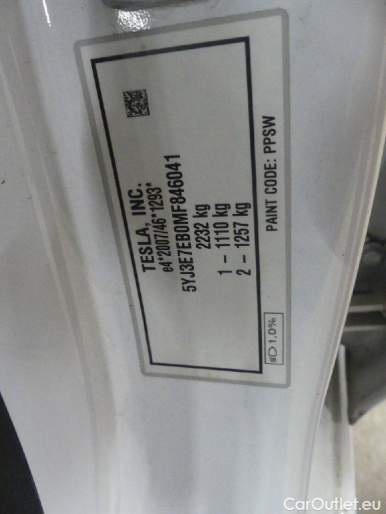 TESLA, INC.
e4*2007/46*1293*
5YJ3E7EB0MF846041
2232 kg
1 – 1110 kg
2 – 1257 kg
PAINT CODE: PPSW
1.0%
CarOutlet.eu